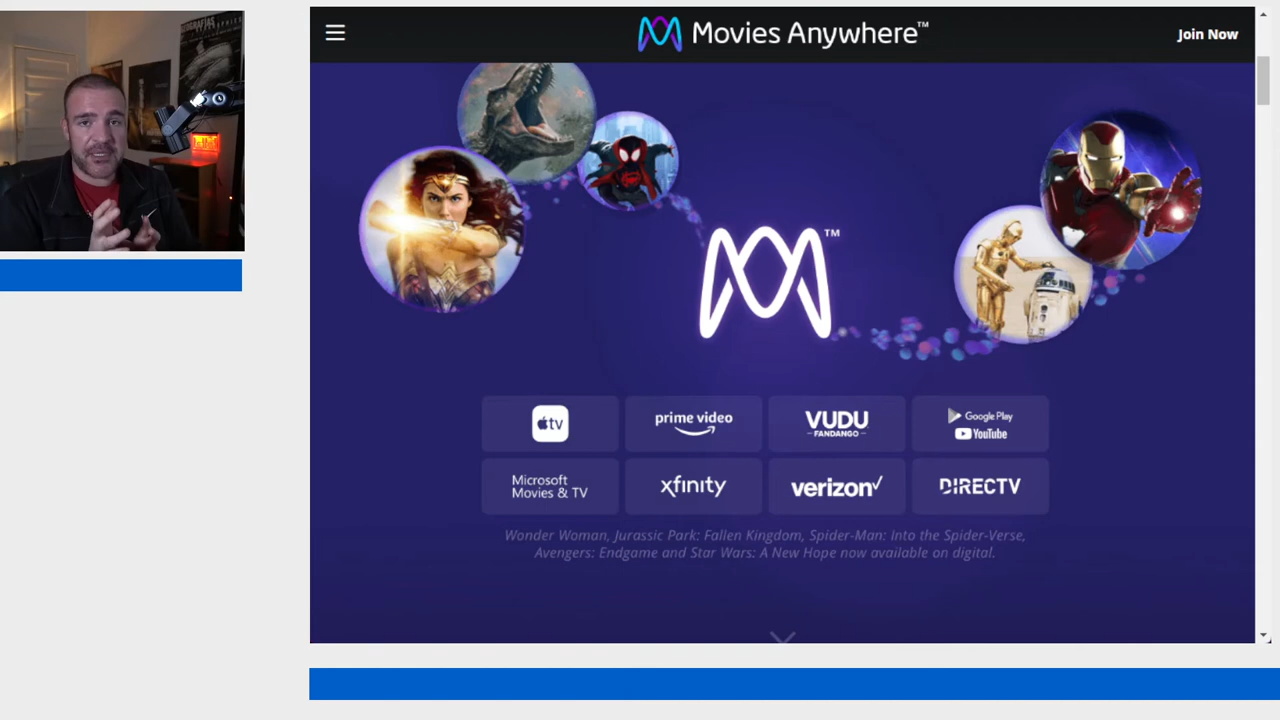 Movies Anywhere™
Join Now
™
tv
prime video
VUDU
FANDANGO
Google Play
YouTube
Microsoft
Movies & TV
xfinity
verizon✓
DIRECTV
Wonder Woman, Jurassic Park: Fallen Kingdom, Spider-Man: Into the Spider-Verse,
Avengers: Endgame and Star Wars: A New Hope now available on digital.